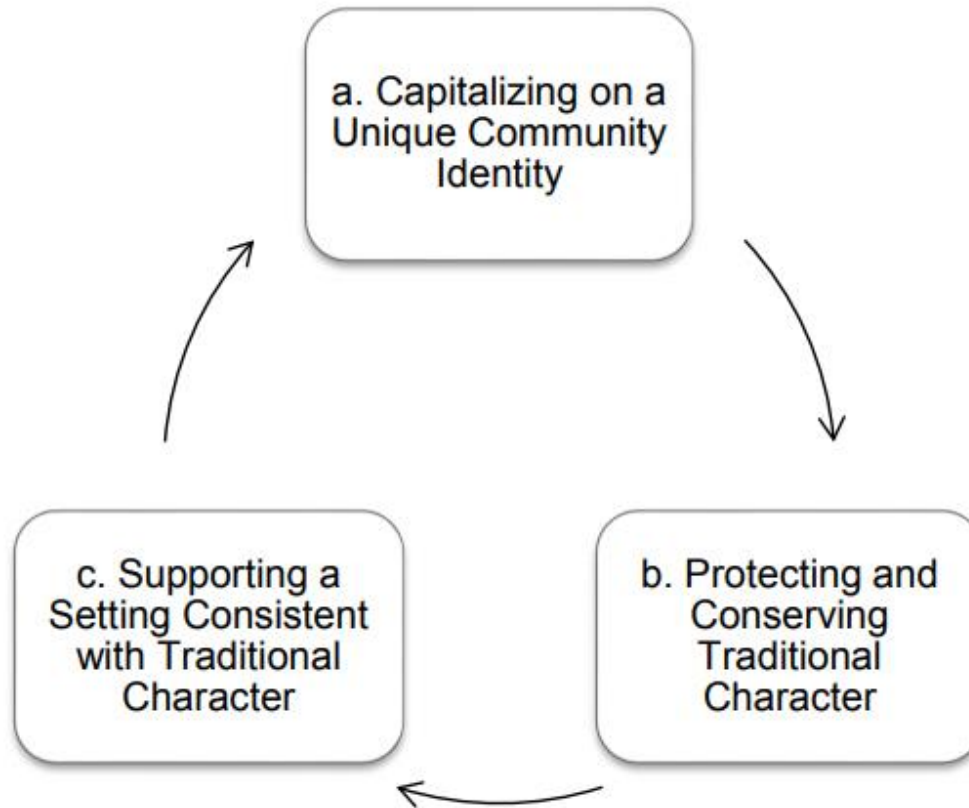 a. Capitalizing on a
Unique Community
Identity
b. Protecting and
Conserving
Traditional
Character
c. Supporting a
Setting Consistent
with Traditional
Character